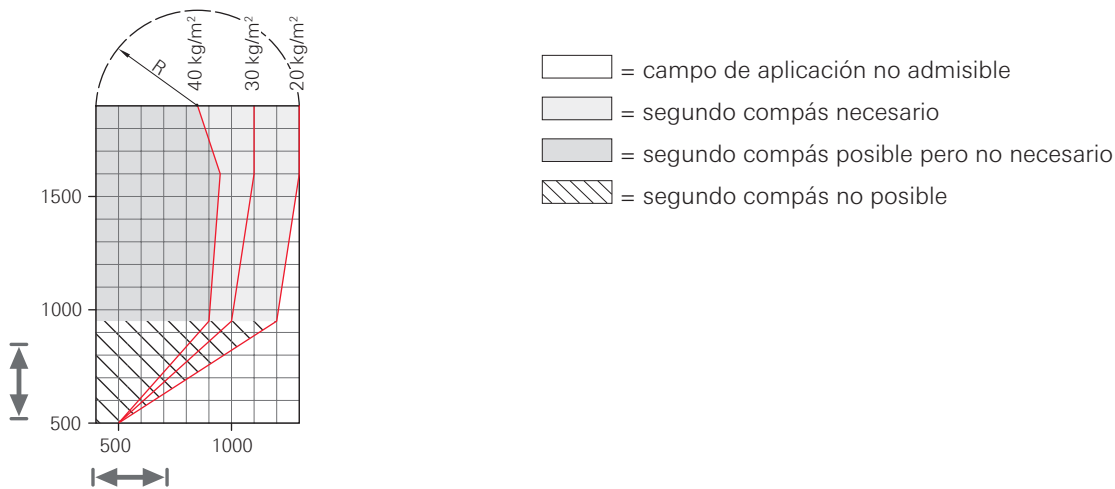 40 kg/m²
30 kg/m²
20 kg/m²
R
1500
1000
500
500
1000
= campo de aplicación no admisible
= segundo compás necesario
= segundo compás posible pero no necesario
= segundo compás no posible